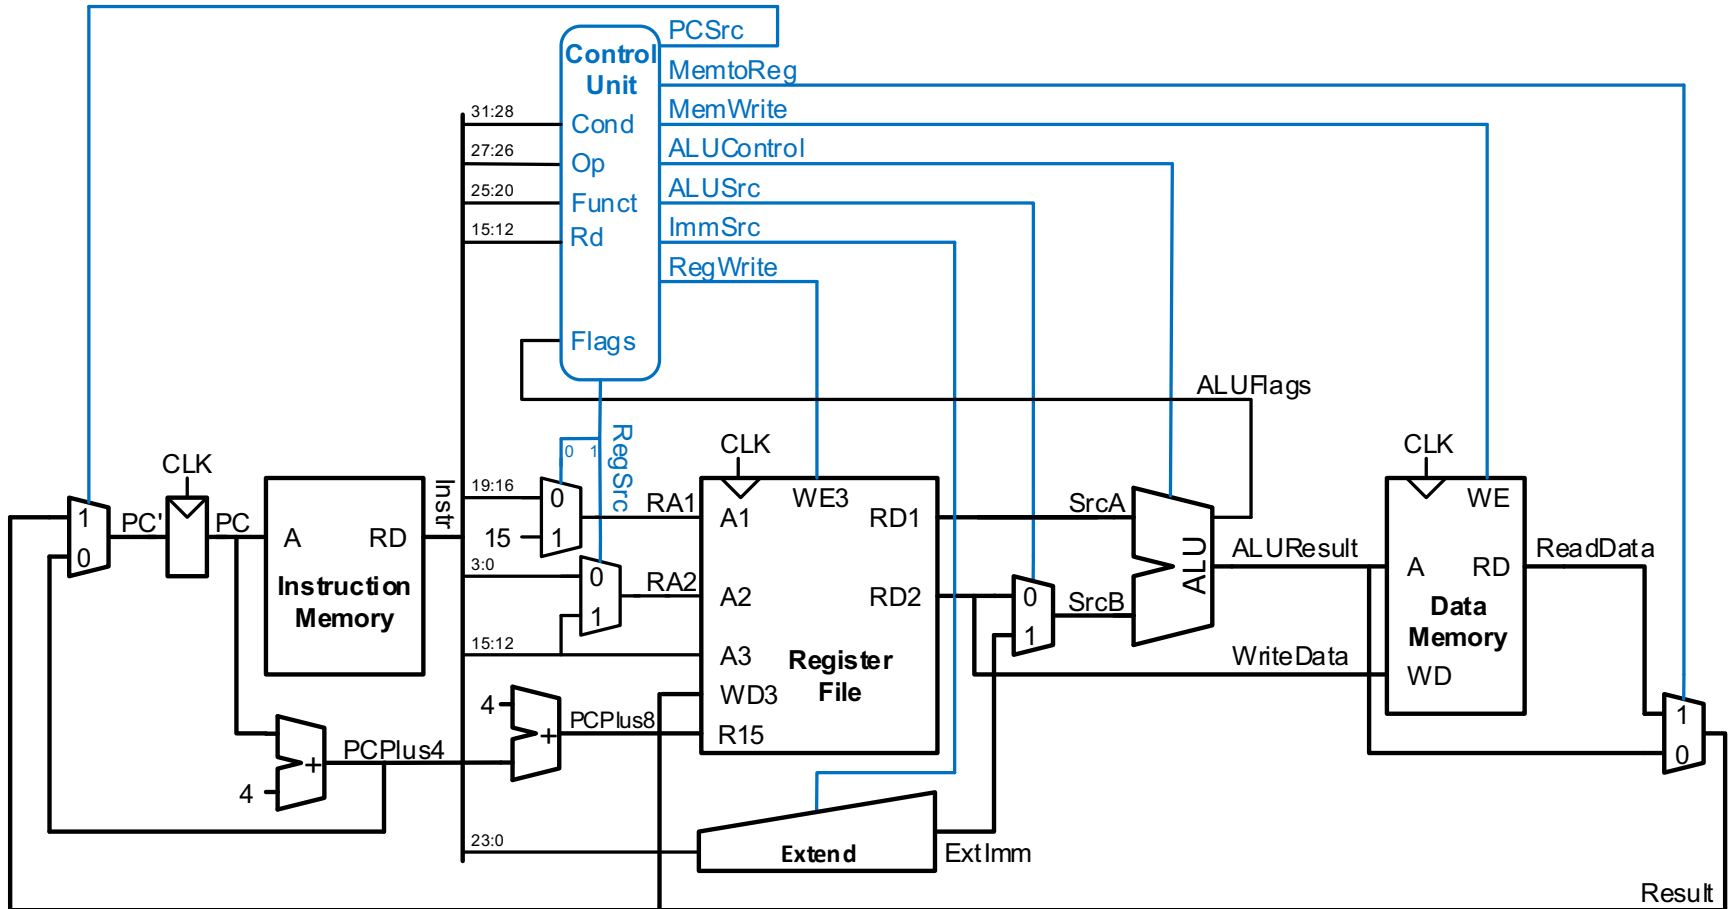 PCSrc
Control
Unit
MemtoReg
MemWrite
ALUControl
ALUSrc
ImmSrc
RegWrite
31:28
Cond
27:26
Op
25:20
Funct
15:12
Rd
Flags
ALUFlags
RegSrc
0 1
CLK
CLK
CLK
19:16
0
1
15
RA1
A1
WE3
RD1
SrcA
WE
1
0
PC'
PC
A
RD
Instruction
Memory
Instr
3:0
0
1
RA2
A2
RD2
0
1
SrcB
ALU
ALUResult
A
RD
ReadData
Data
Memory
15:12
A3
Register
File
WriteData
WD
WD3
4
+
PCPlus8
R15
1
0
4
+
PCPlus4
23:0
Extend
ExtImm
Result